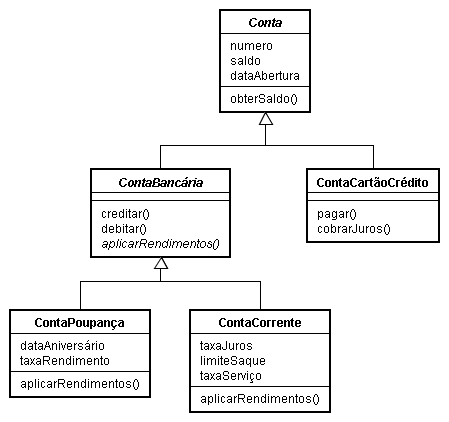 Conta
numero
saldo
dataAbertura
obterSaldo()
ContaBancária
creditar()
debitar()
aplicarRendimentos()
ContaCartãoCrédito
pagar()
cobrarJuros()
ContaPoupança
dataAniversário
taxaRendimento
aplicarRendimentos()
ContaCorrente
taxaJuros
limiteSaque
taxaServiço
aplicarRendimentos()